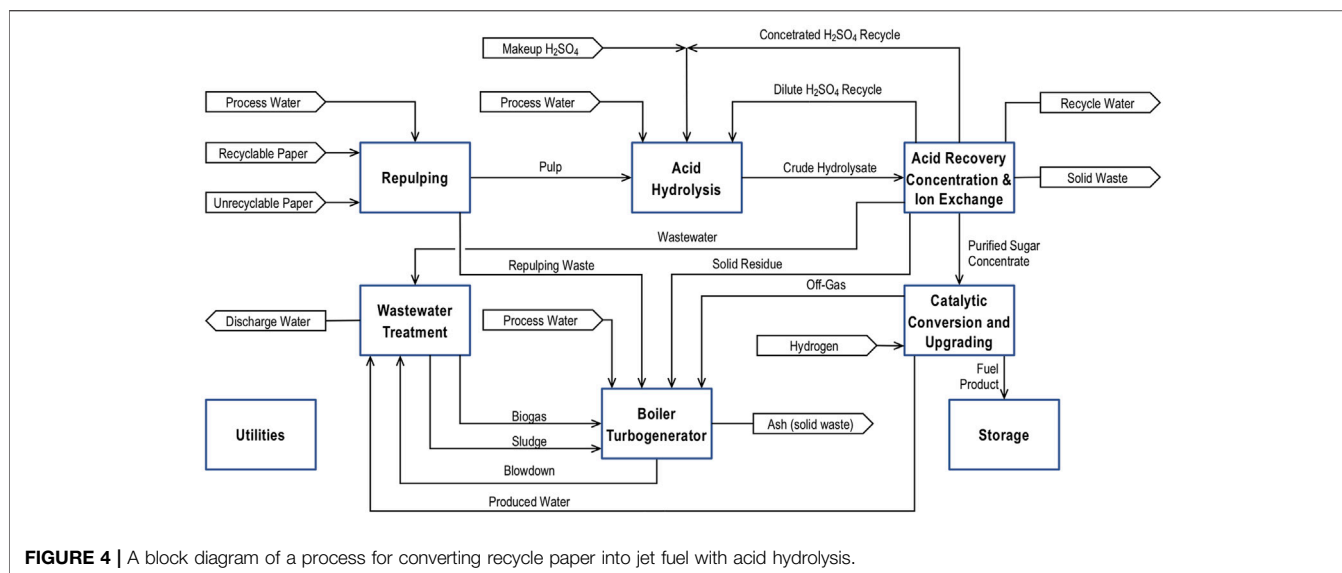 Makeup H₂SO₄
Concetrated H₂SO₄ Recycle
Process Water
Process Water
Dilute H₂SO₄ Recycle
Recycle Water
Recyclable Paper
Repulping
Pulp
Acid
Hydrolysis
Crude Hydrolysate
Acid Recovery
Concentration &
Ion Exchange
Solid Waste
Unrecyclable Paper
Wastewater
Purified Sugar
Concentrate
Repulping Waste
Solid Residue
Off-Gas
Wastewater
Treatment
Discharge Water
Process Water
Catalytic
Conversion and
Upgrading
Hydrogen
Fuel
Product
Utilities
Biogas
Sludge
Boiler
Turbogenerator
Ash (solid waste)
Storage
Blowdown
Produced Water
FIGURE 4 | A block diagram of a process for converting recycle paper into jet fuel with acid hydrolysis.